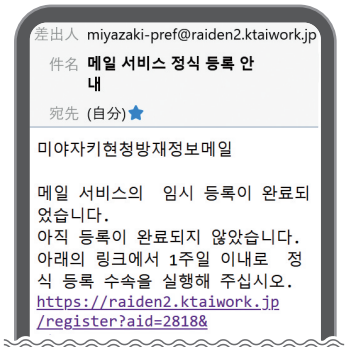 差出人 miyazaki-pref@raiden2.ktaiwork.jp
件名 메일 서비스 정식 등록 안
내
宛先 (自分)
미야자키현청방재정보메일
메일 서비스의 임시 등록이 완료되
었습니다.
아직 등록이 완료되지 않았습니다.
아래의 링크에서 1주일 이내로 정
식 등록 수속을 실행해 주십시오.
https://raiden2.ktaiwork.jp
/register?aid=2818&